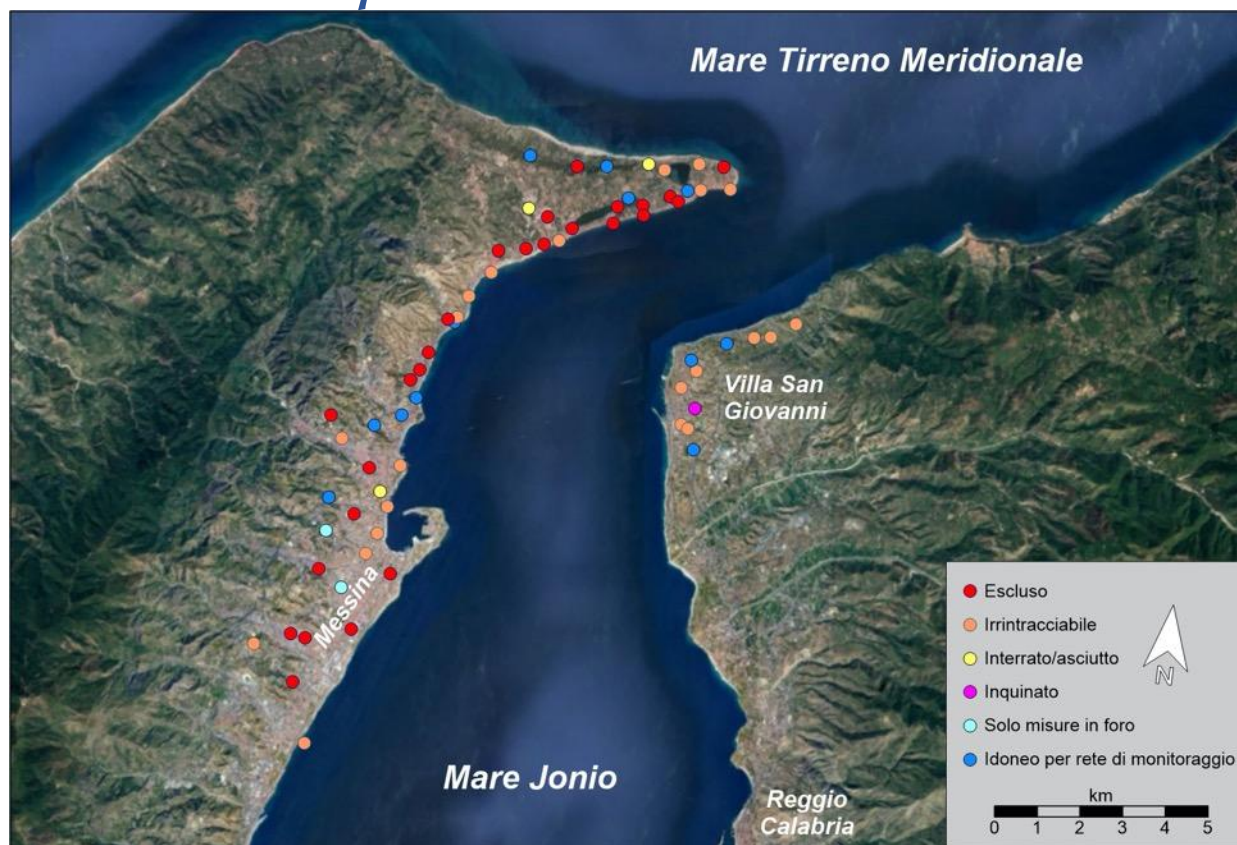 Mare Tirreno Meridionale
Villa San
Giovanni
Messina
Mare Jonio
Reggio
Calabria
Escluso
Irrintracciabile
Interrato/asciutto
Inquinato
Solo misure in foro
Idoneo per rete di monitoraggio
N
km
0 1 2 3 4 5